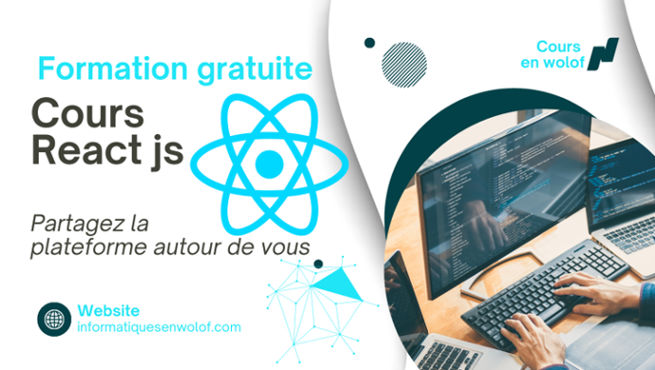 Formation gratuite
Cours
React js
Partagez la
plateforme autour de vous
Website
informatiquesenwolof.com
Cours
en wolof